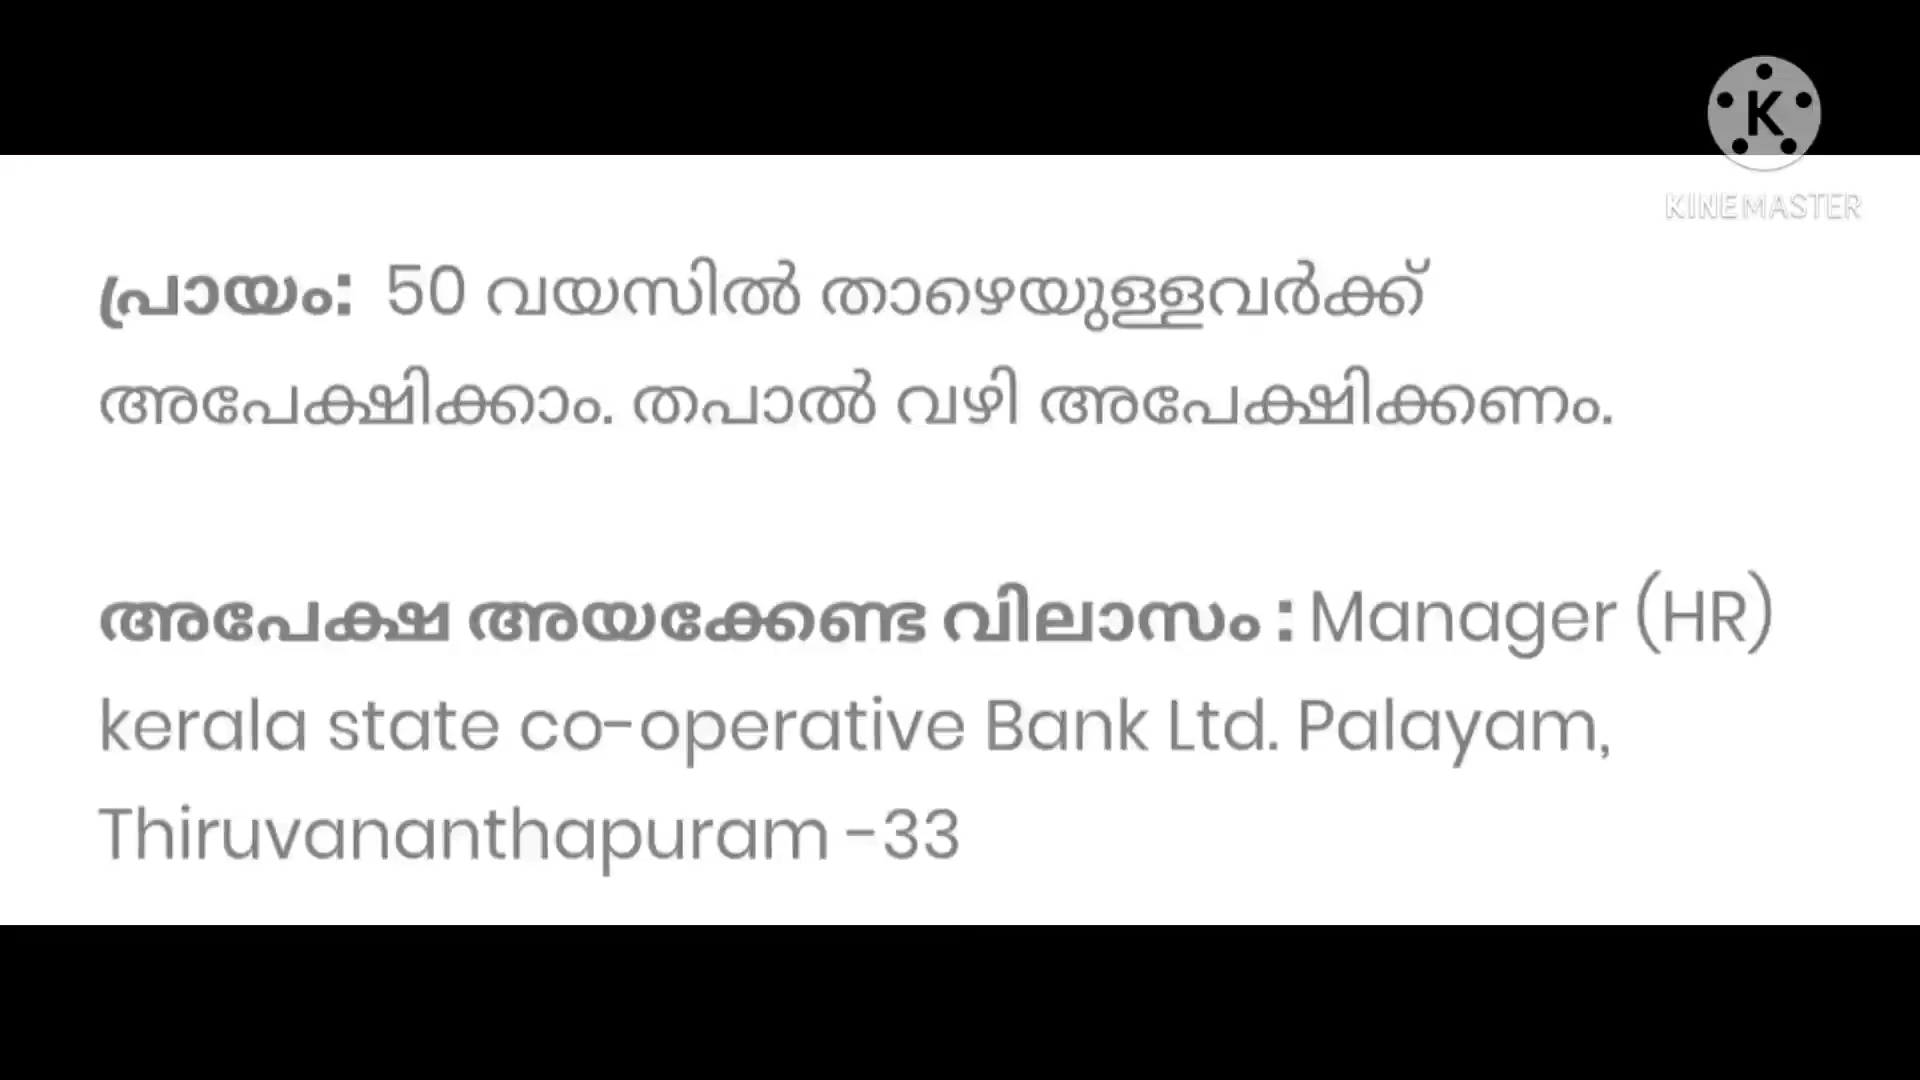 K
KINEMASTER
പ്രായം: 50 വയസിൽ താഴെയുള്ളവർക്ക്
അപേക്ഷിക്കാം. തപാൽ വഴി അപേക്ഷിക്കണം.
അപേക്ഷ അയക്കേണ്ട വിലാസം : Manager (HR)
kerala state co-operative Bank Ltd. Palayam,
Thiruvananthapuram -33